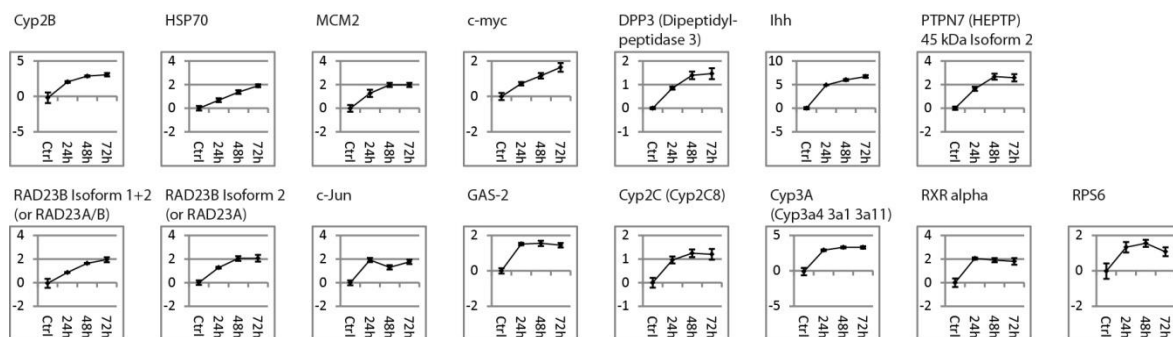 Cyp2B
5
0
-5
Ctrl
24h
48h
72h
HSP70
4
2
0
-2
Ctrl
24h
48h
72h
MCM2
4
2
0
-2
Ctrl
24h
48h
72h
c-myc
2
0
-2
Ctrl
24h
48h
72h
DPP3 (Dipeptidyl-
peptidase 3)
2
1
0
-1
Ctrl
24h
48h
72h
Ihh
10
5
0
-5
Ctrl
24h
48h
72h
PTPN7 (HEPTP)
45 kDa Isoform 2
4
2
0
-2
Ctrl
24h
48h
72h
RAD23B Isoform 1+2
(or RAD23A/B)
4
2
0
-2
Ctrl
24h
48h
72h
RAD23B Isoform 2
(or RAD23A)
4
2
0
-2
Ctrl
24h
48h
72h
c-Jun
4
2
0
-2
Ctrl
24h
48h
72h
GAS-2
2
0
-2
Ctrl
24h
48h
72h
Cyp2C (Cyp2C8)
2
1
0
-1
Ctrl
24h
48h
72h
Cyp3A
(Cyp3a4 3a1 3a11)
5
0
-5
Ctrl
24h
48h
72h
RXR alpha
4
2
0
-2
Ctrl
24h
48h
72h
RPS6
2
0
-2
Ctrl
24h
48h
72h